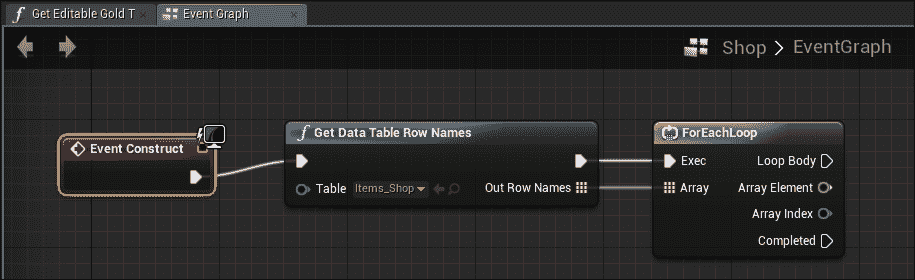 Get Editable Gold T
Event Graph
Shop > EventGraph
Event Construct
Get Data Table Row Names
Table Items_Shop
Out Row Names
ForEachLoop
Exec Loop Body
Array Array Element
Array Index
Completed